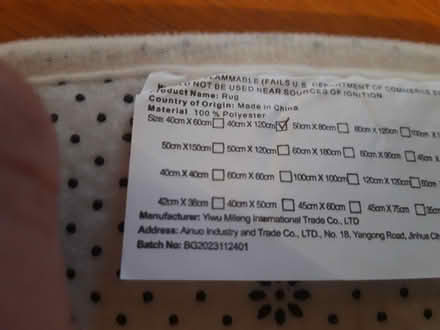 LAMMABLE (FAILS U.S. DEPARTMENT OF COMMERCE
NOT BE USED NEAR SOURCES OF IGNITION
Product Name: Rug
Country of Origin: Made in China
Material 100 % Polyester
Size: 40cm X 60cm☐ 40cm X 120cm☑ 50cm X 80cm☐ 80cm X 120cm☐
50cm X 150cm☐ 50cm X 120cm☐ 60cm X 180cm☐ 60cm X 90cm☐
40cm X 40cm☐ 60cm X 60cm☐ 100cm X 100cm☐ 120cm X 120cm☐
42cm X 36cm☐ 40cm X 50cm☐ 45cm X 60cm☐ 45cm X 75cm☐
Manufacturer: Yiwu Mileng International Trade Co., LTD
Address: Ainuo Industry and Trade Co., LTD., No. 18, Yangong Road, Jinhua
Batch No: BG2023112401